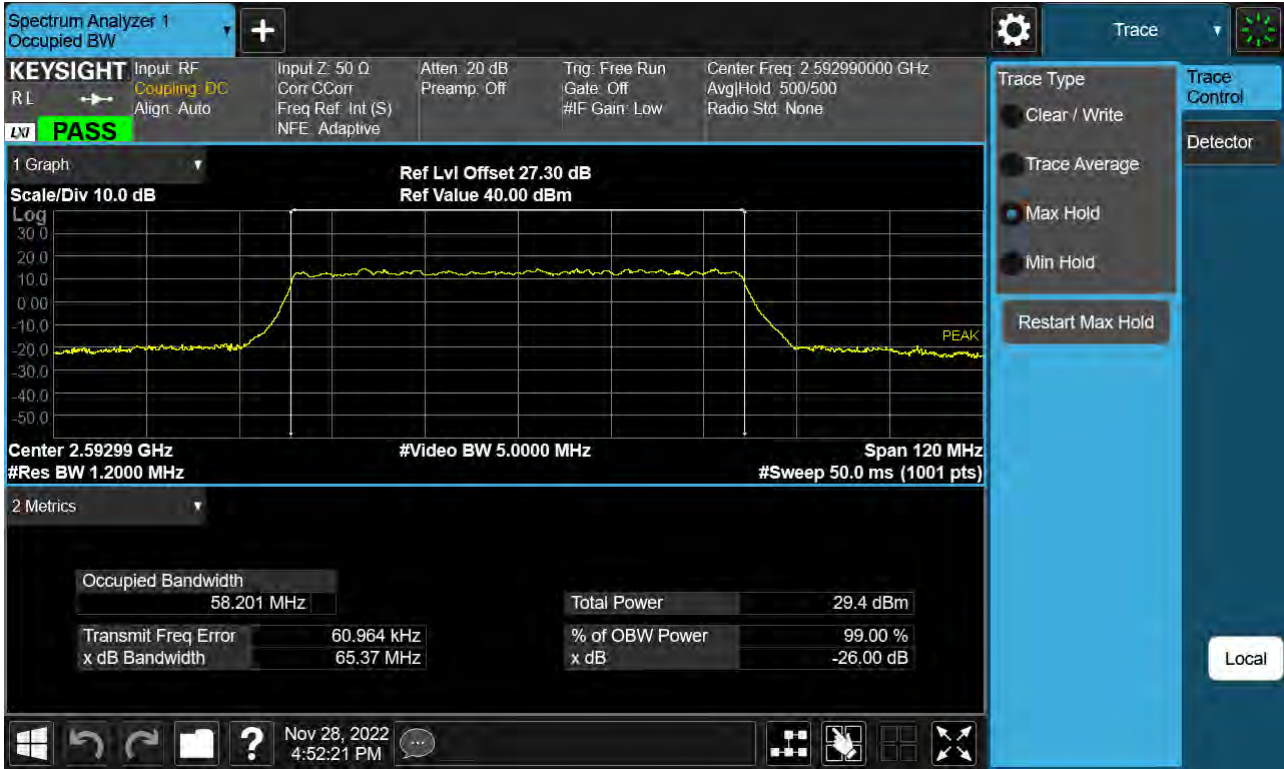 Spectrum Analyzer 1
Occupied BW
+
Trace
KEYSIGHT
R L
LXI
PASS
Input: RF
Coupling: DC
Align: Auto
Input Z: 50 Ω
Corr CCorr
Freq Ref: Int (S)
NFE: Adaptive
Atten: 20 dB
Preamp: Off
Trig: Free Run
Gate: Off
#IF Gain: Low
Center Freq: 2.592990000 GHz
Avg|Hold: 500/500
Radio Std: None
1 Graph
Scale/Div 10.0 dB
Ref Lvl Offset 27.30 dB
Ref Value 40.00 dBm
Log
30.0
20.0
10.0
0.00
-10.0
-20.0
-30.0
-40.0
-50.0
PEAK
Center 2.59299 GHz
#Video BW 5.0000 MHz
Span 120 MHz
#Res BW 1.2000 MHz
#Sweep 50.0 ms (1001 pts)
2 Metrics
Occupied Bandwidth
58.201 MHz
Total Power 29.4 dBm
Transmit Freq Error 60.964 kHz
% of OBW Power 99.00 %
x dB Bandwidth 65.37 MHz
x dB -26.00 dB
Trace Type
Clear / Write
Trace Average
Max Hold
Min Hold
Restart Max Hold
Trace
Control
Detector
Local
?
Nov 28, 2022
4:52:21 PM